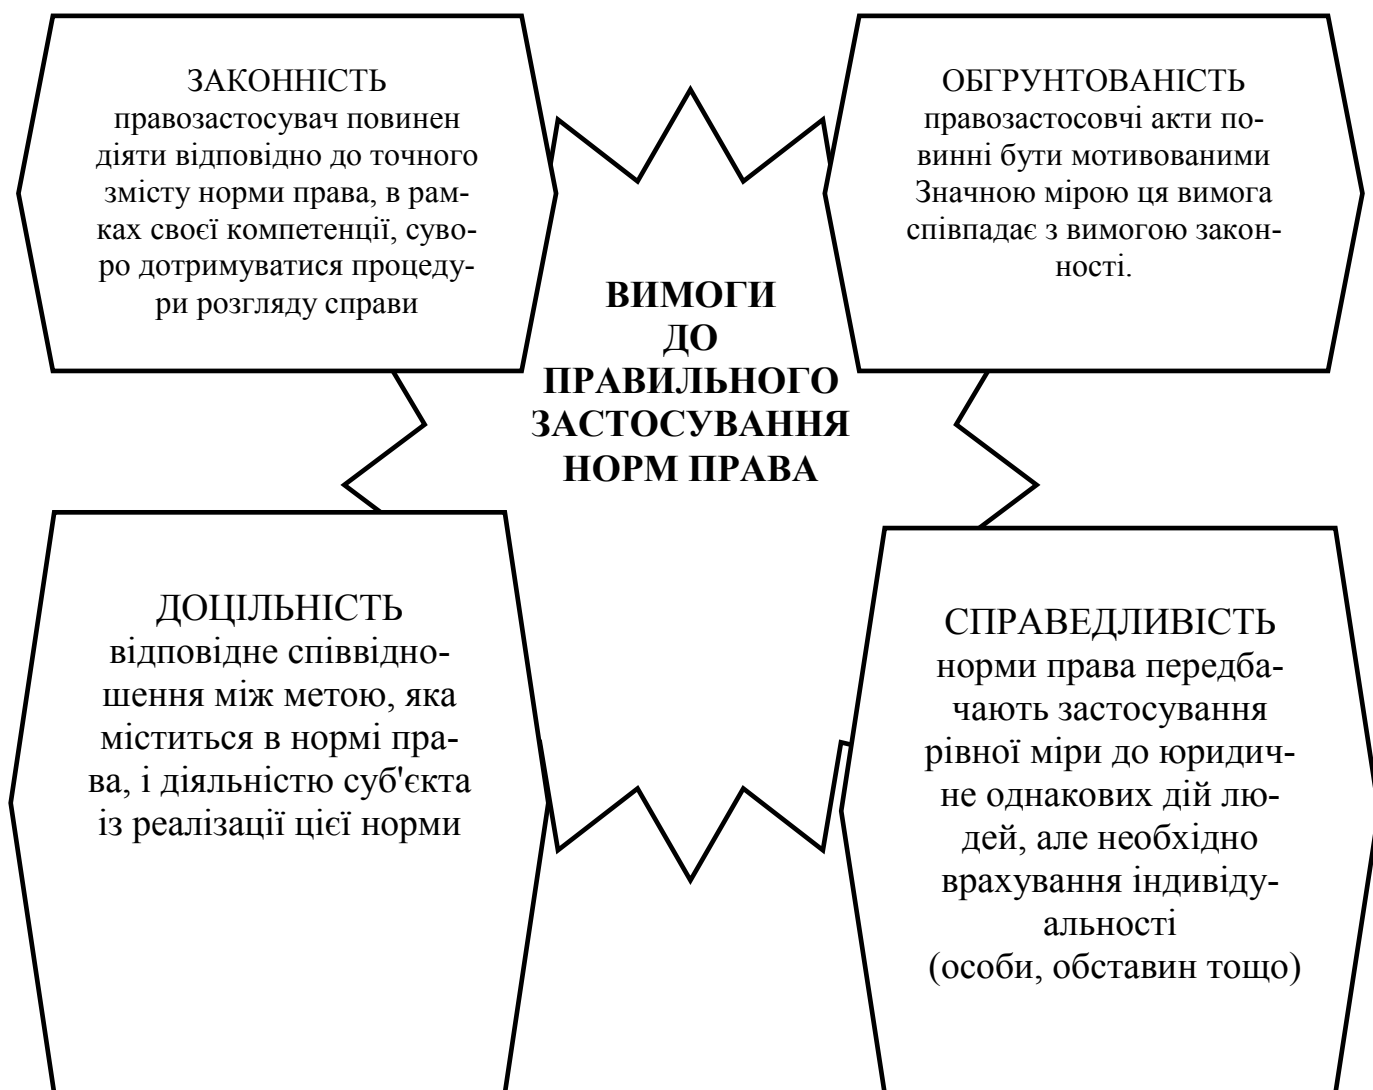 ЗАКОННІСТЬ
правозастосувач повинен
діяти відповідно до точного
змісту норми права, в рам-
ках своєї компетенції, суво-
ро дотримуватися процеду-
ри розгляду справи
ОБГРУНТОВАНІСТЬ
правозастосовчі акти по-
винні бути мотивованими
Значною мірою ця вимога
співпадає з вимогою закон-
ності.
ВИМОГИ
ДО
ПРАВИЛЬНОГО
ЗАСТОСУВАННЯ
НОРМ ПРАВА
ДОЦІЛЬНІСТЬ
відповідне співвідно-
шення між метою, яка
міститься в нормі пра-
ва, і діяльністю суб'єкта
із реалізації цієї норми
СПРАВЕДЛИВІСТЬ
норми права передба-
чають застосування
рівної міри до юридич-
не однакових дій лю-
дей, але необхідно
врахування індивіду-
альності
(особи, обставин тощо)